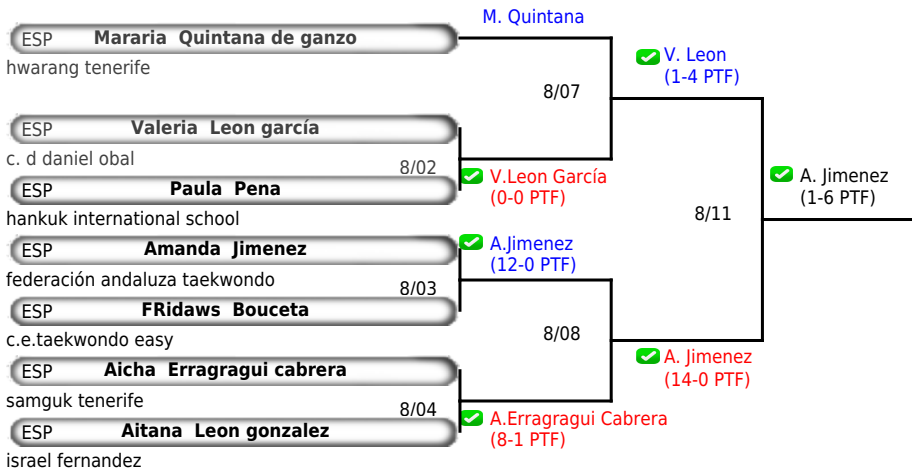 M. Quintana
ESP Mararia Quintana de ganzo
hwarang tenerife
V. Leon
(1-4 PTF)
8/07
ESP Valeria Leon garcía
c. d daniel obal
8/02
ESP Paula Pena
hankuk international school
V.Leon García
(0-0 PTF)
A. Jimenez
(1-6 PTF)
8/11
ESP Amanda Jimenez
federación andaluza taekwondo
A.Jimenez
(12-0 PTF)
8/03
ESP FRidaws Bouceta
c.e.taekwondo easy
8/08
ESP Aicha Erragragui cabrera
samguk tenerife
A. Jimenez
(14-0 PTF)
8/04
ESP Aitana Leon gonzalez
israel fernandez
A.Erragragui Cabrera
(8-1 PTF)